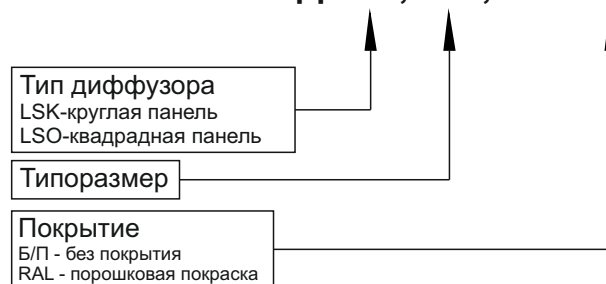 Тип диффузора
LSK-круглая панель
LSO-квадрадная панель
Типоразмер
Покрытие
Б/П - без покрытия
RAL - порошковая покраска